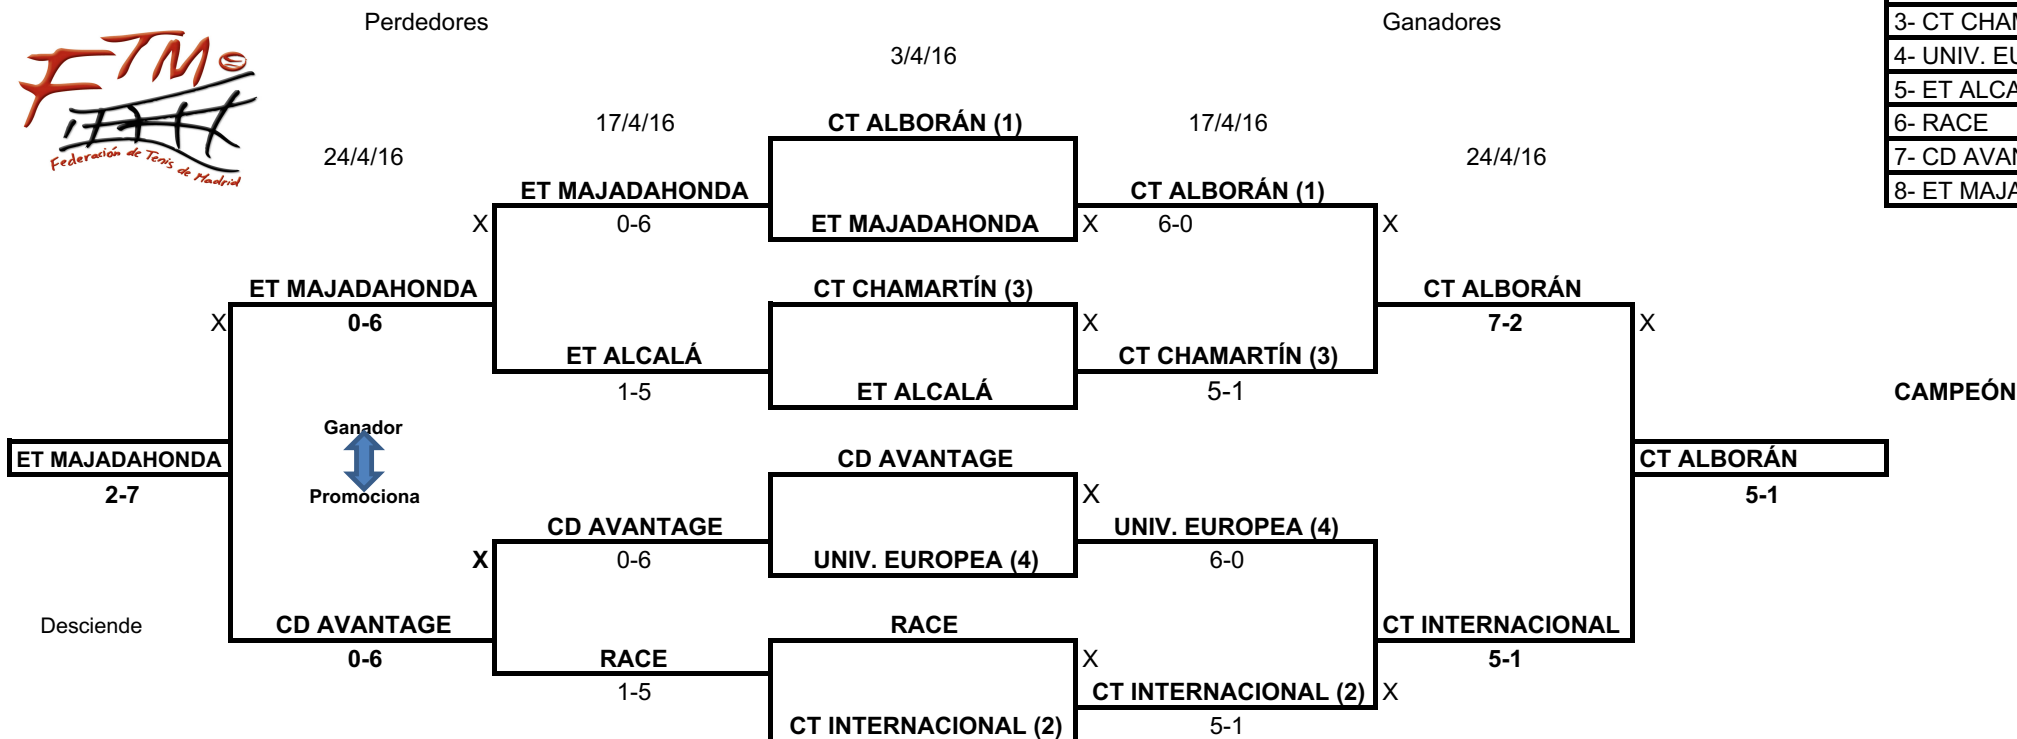 Perdedores
Ganadores
3- CT CHAM
3/4/16
4- UNIV. EU
5- ET ALCA
17/4/16
CT ALBORÁN (1)
17/4/16
6- RACE
FTM
Federación de Tenis de Madrid
24/4/16
24/4/16
7- CD AVAN
ET MAJADAHONDA
CT ALBORÁN (1)
8- ET MAJA
X
0-6
ET MAJADAHONDA
X
6-0
X
ET MAJADAHONDA
CT CHAMARTÍN (3)
CT ALBORÁN
X
0-6
X
7-2
X
ET ALCALÁ
CT CHAMARTÍN (3)
1-5
ET ALCALÁ
5-1
CAMPEÓN
Ganador
ET MAJADAHONDA
CD AVANTAGE
CT ALBORÁN
2-7
Promociona
X
5-1
CD AVANTAGE
UNIV. EUROPEA (4)
X
0-6
UNIV. EUROPEA (4)
6-0
Desciende
CD AVANTAGE
RACE
CT INTERNACIONAL
0-6
RACE
X
5-1
1-5
CT INTERNACIONAL (2)
X
CT INTERNACIONAL (2)
5-1